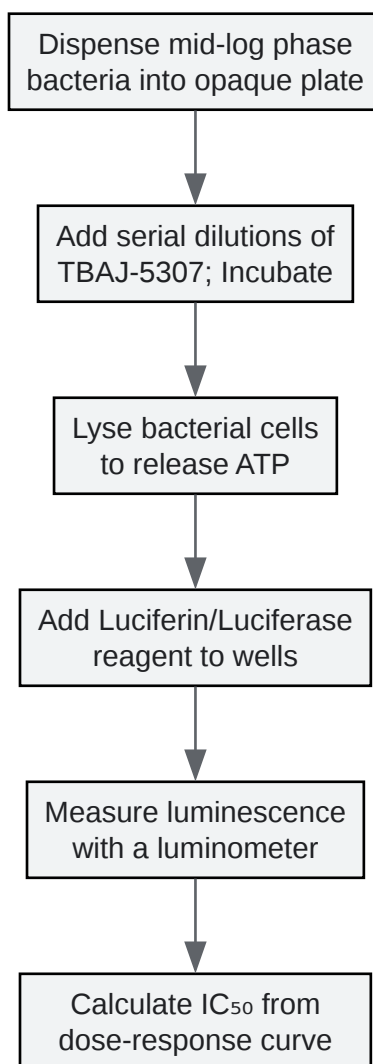 Dispense mid-log phase
bacteria into opaque plate
Add serial dilutions of
TBAJ-5307; Incubate
Lyse bacterial cells
to release ATP
Add Luciferin/Luciferase
reagent to wells
Measure luminescence
with a luminometer
Calculate IC₅₀ from
dose-response curve